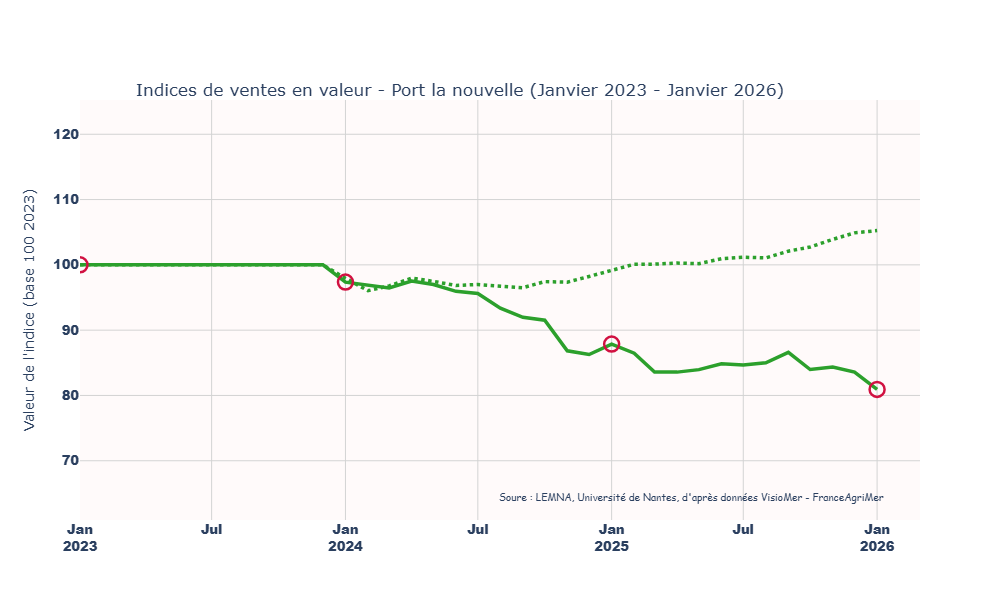 Indices de ventes en valeur - Port la nouvelle (Janvier 2023 - Janvier 2026)
Valeur de l'indice (base 100 2023)
120
110
100
90
80
70
Soure : LEMNA, Université de Nantes, d'après données VisioMer - FranceAgriMer
Jan Jul Jan Jul Jan Jul Jan
2023 2024 2025 2026